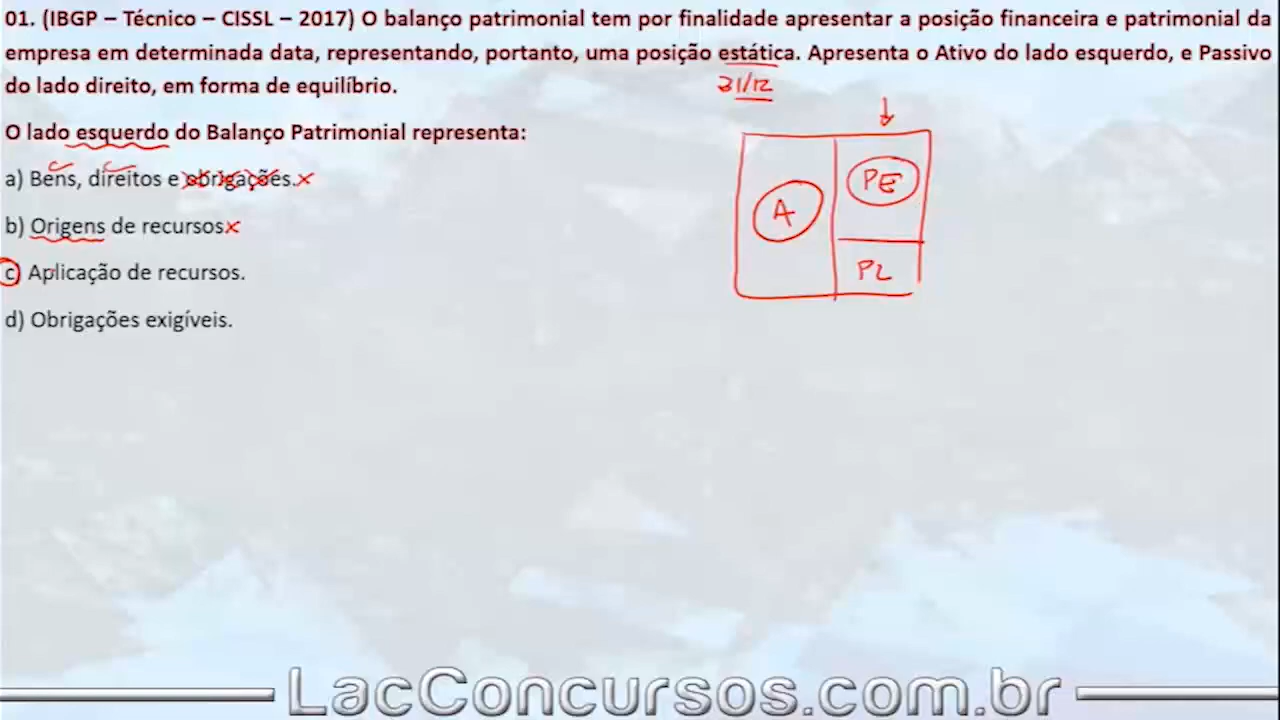 01. (IBGP – Técnico – CISSL – 2017) O balanço patrimonial tem por finalidade apresentar a posição financeira e patrimonial da
empresa em determinada data, representando, portanto, uma posição estática. Apresenta o Ativo do lado esquerdo, e Passivo
do lado direito, em forma de equilíbrio.
31/12
O lado esquerdo do Balanço Patrimonial representa:
a) Bens, direitos e obrigações.
b) Origens de recursos
c) Aplicação de recursos.
d) Obrigações exigíveis.
PE
A
PL
LacConcursos.com.br